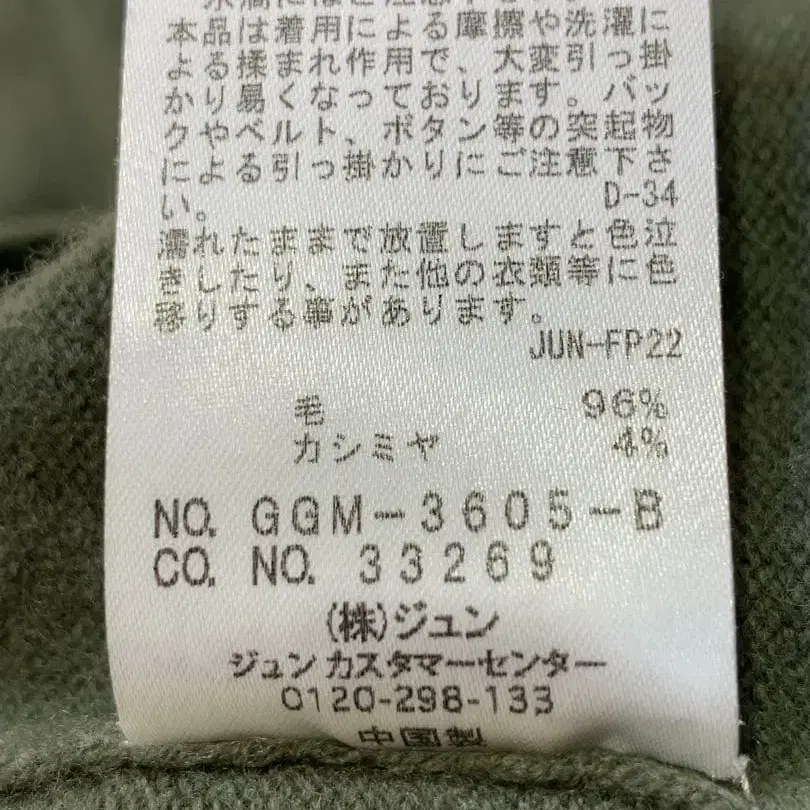 本品は着用による摩擦や洗濯に
よる揉まれ作用で、大変引っ掛
かり易くなっております。バッ
クやベルト、ボタン等の突起物
による引っ掛かりにご注意下さ
い。 D-34
濡れたままで放置しますと色泣
きしたり、また他の衣類等に色
移りする事があります。
JUN-FP22
毛 96%
カシミヤ 4%
NO. GGM-3605-B
CO. NO. 33269
(株)ジュン
ジュン カスタマーセンター
0120-298-133
中国製